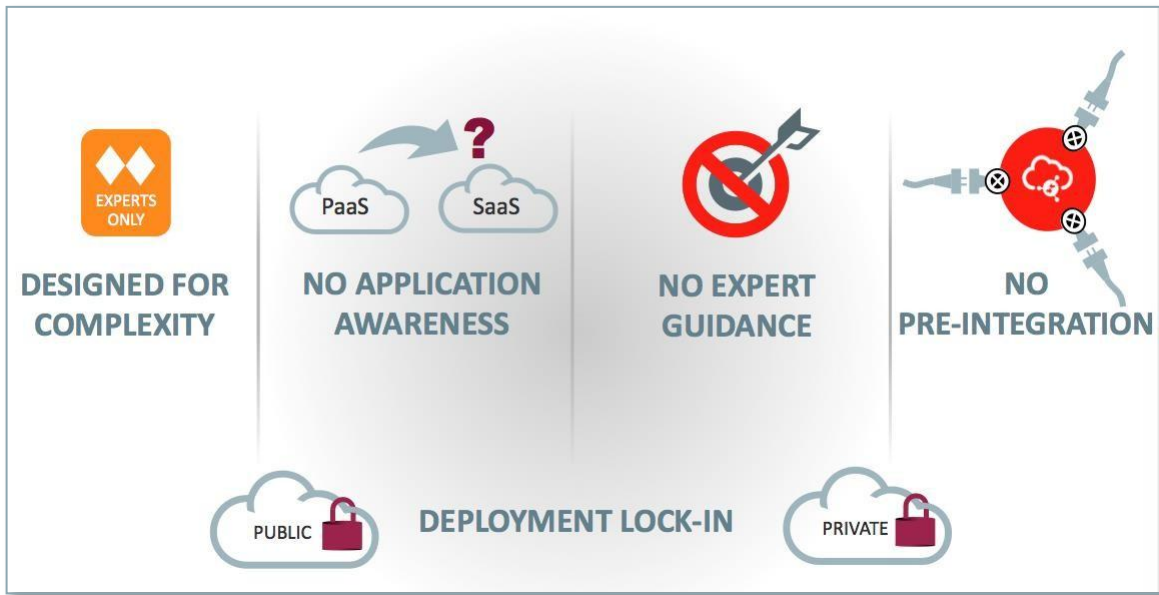 EXPERTS
ONLY
DESIGNED FOR
COMPLEXITY
?
PaaS
SaaS
NO APPLICATION
AWARENESS
NO EXPERT
GUIDANCE
NO
PRE-INTEGRATION
PUBLIC
DEPLOYMENT LOCK-IN
PRIVATE